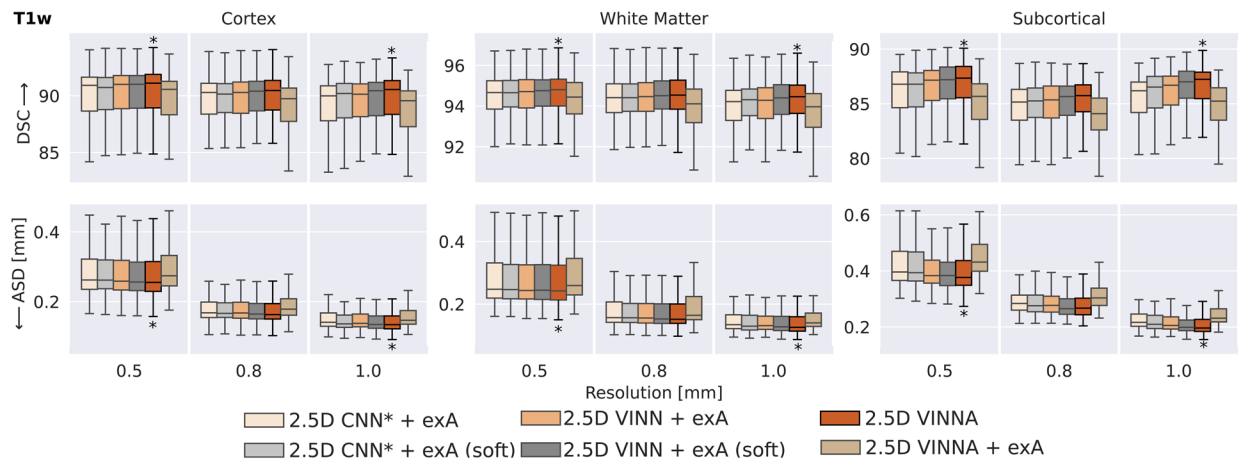 T1w Cortex White Matter Subcortical
DSC →
90
85
96
94
92
90
85
80
* * * * * *
← ASD [mm]
0.4
0.2
0.4
0.2
0.6
0.4
0.2
* * * * * *
0.5 0.8 1.0 0.5 0.8 1.0 0.5 0.8 1.0
Resolution [mm]
2.5D CNN* + exA 2.5D VINN + exA 2.5D VINNA
2.5D CNN* + exA (soft) 2.5D VINN + exA (soft) 2.5D VINNA + exA